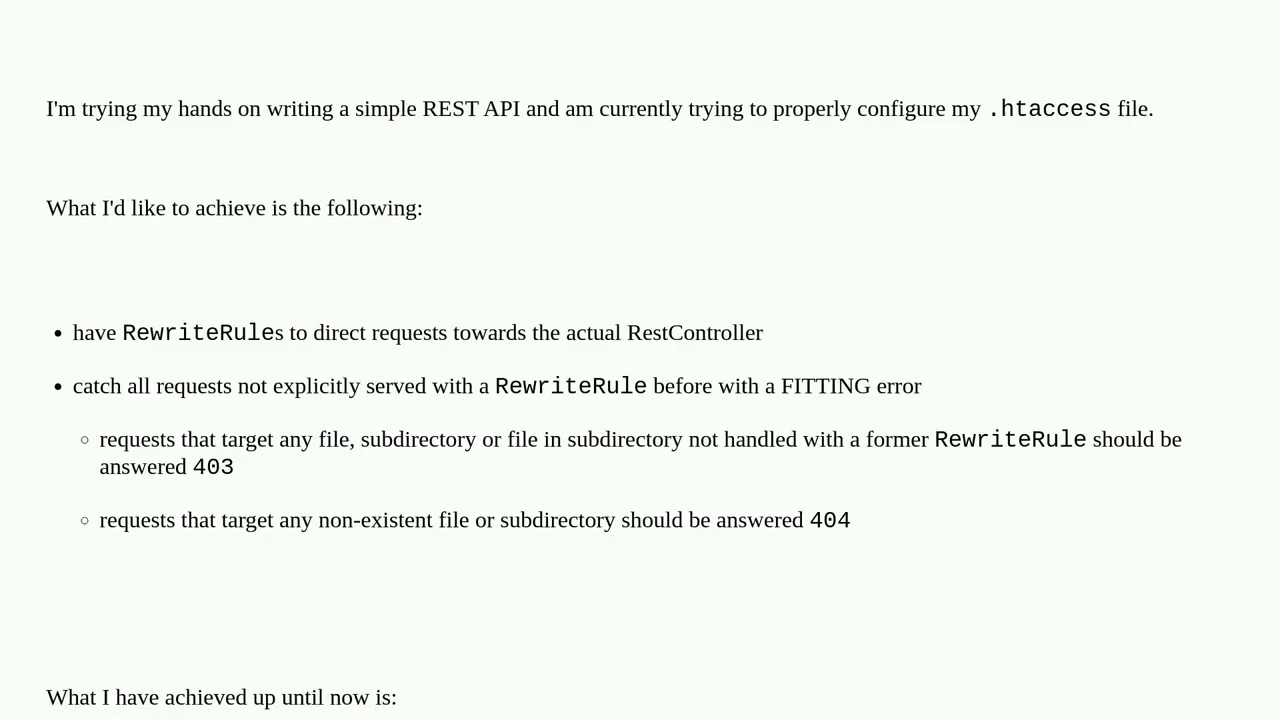 I'm trying my hands on writing a simple REST API and am currently trying to properly configure my .htaccess file.
What I'd like to achieve is the following:
• have RewriteRules to direct requests towards the actual RestController
• catch all requests not explicitly served with a RewriteRule before with a FITTING error
○ requests that target any file, subdirectory or file in subdirectory not handled with a former RewriteRule should be
answered 403
○ requests that target any non-existent file or subdirectory should be answered 404
What I have achieved up until now is: